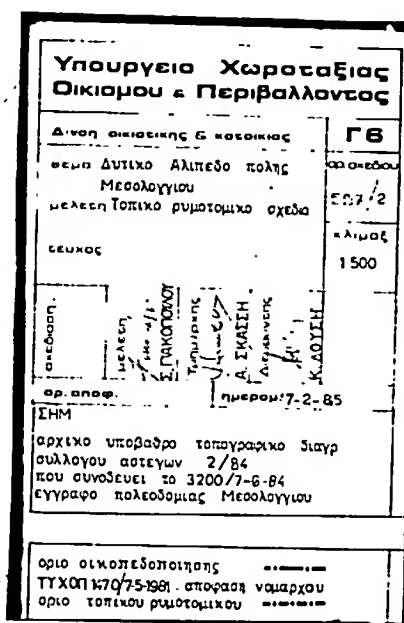 Υπουργειο Χωροταξιας
Οικισμου & Περιβαλλοντος
Δ.νση οικιστικης & κατοικιας
Γ6
θεμα Δυτικο Αλιπεδο πολης
Μεσολογγιου
μελετη Τοπικο ρυμοτομικο σχεδιο
αρ.σχεδιου
τευχος
κλιμαξ
1 500
σχεδιαση
μελετη
Τμηματαρχης
Α. ΣΚΑΣΣΗ
Διευθυντης
Κ. ΔΟΥΣΗ
αρ. αποφ.
ημερομ: 7-2-85
ΣΗΜ
αρχικο υποβαθρο τοπογραφικο διαγρ
συλλογου αστεγων 2/84
που συνοδευει το 3200/7-6-84
εγγραφο πολεοδομιας Μεσολογγιου
οριο οικοπεδοποιησης
ΤΥΧΟΠ 1470/7-5-1981 . αποφαση νομαρχου
οριο τοπικου ρυμοτομικου